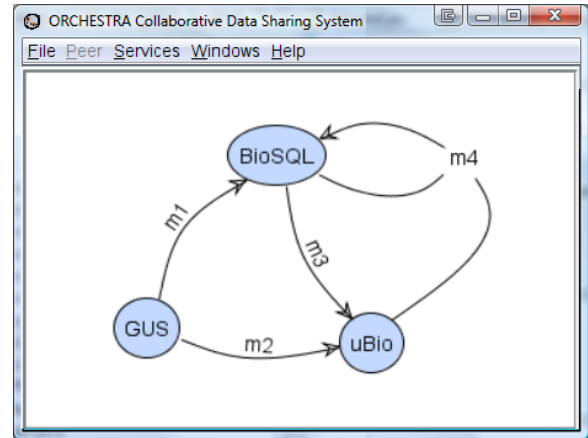 ORCHESTRA Collaborative Data Sharing System
File Peer Services Windows Help
BioSQL
m4
m1
m3
GUS
m2
uBio